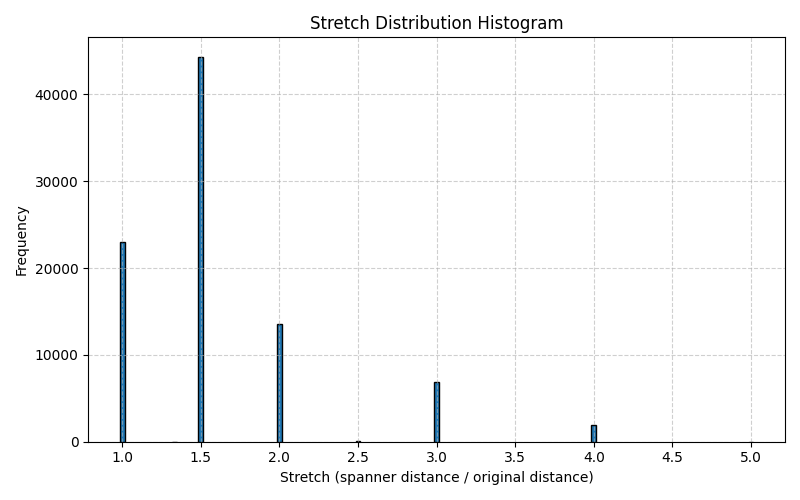 Stretch Distribution Histogram
Frequency
40000
30000
20000
10000
0
1.0 1.5 2.0 2.5 3.0 3.5 4.0 4.5 5.0
Stretch (spanner distance / original distance)